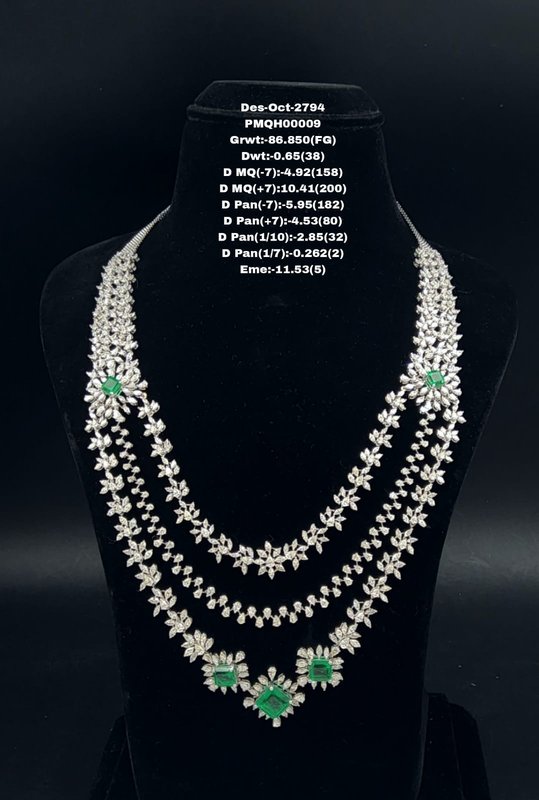 Des-Oct-2794
PMQH00009
Grwt:-86.850(FG)
Dwt:-0.65(38)
D MQ(-7):-4.92(158)
D MQ(+7):10.41(200)
D Pan(-7):-5.95(182)
D Pan(+7):-4.53(80)
D Pan(1/10):-2.85(32)
D Pan(1/7):-0.262(2)
Eme:-11.53(5)